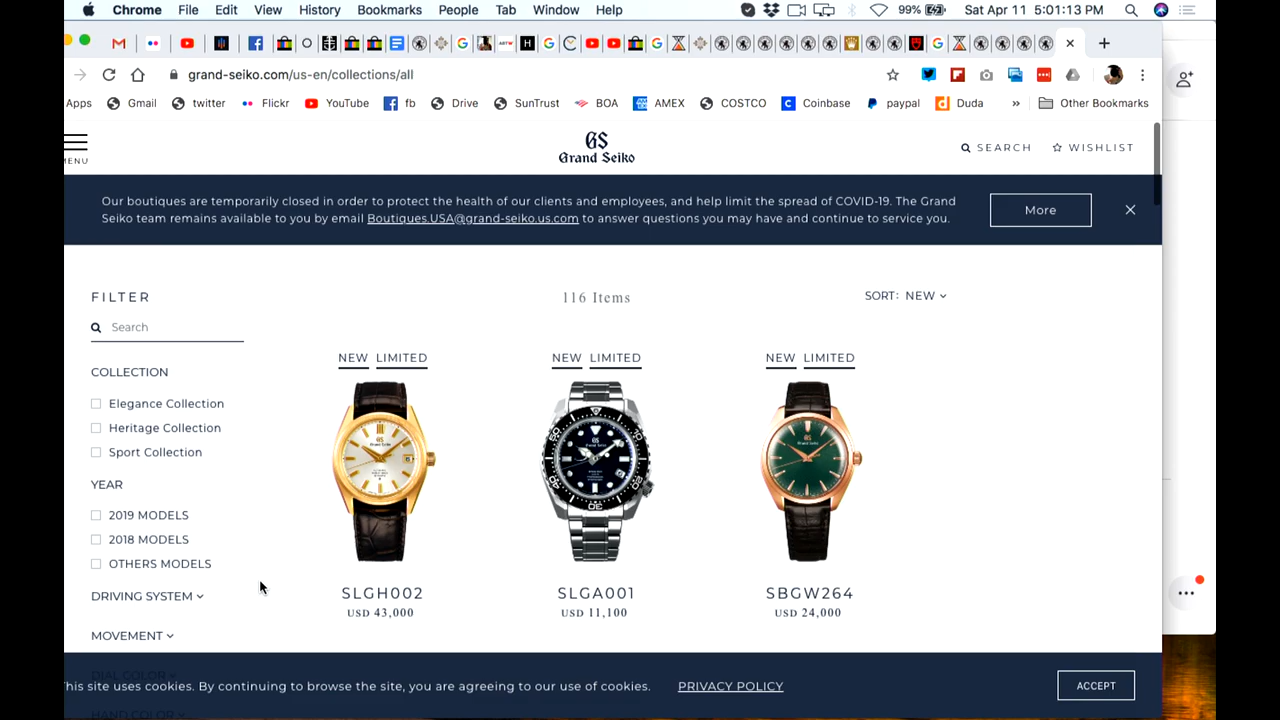 Chrome File Edit View History Bookmarks People Tab Window Help 99% Sat Apr 11 5:01:13 PM
grand-seiko.com/us-en/collections/all
Apps Gmail twitter Flickr YouTube fb Drive SunTrust BOA AMEX COSTCO Coinbase paypal Duda » Other Bookmarks
MENU
GS
Grand Seiko
SEARCH WISHLIST
Our boutiques are temporarily closed in order to protect the health of our clients and employees, and help limit the spread of COVID-19. The Grand
Seiko team remains available to you by email Boutiques.USA@grand-seiko.us.com to answer questions you may have and continue to service you.
More
FILTER
116 Items
SORT: NEW
Search
NEW LIMITED
NEW LIMITED
NEW LIMITED
COLLECTION
Elegance Collection
Heritage Collection
Sport Collection
YEAR
2019 MODELS
2018 MODELS
OTHERS MODELS
DRIVING SYSTEM
MOVEMENT
DIAL COLOR
HAND COLOR
SLGH002
USD 43,000
SLGA001
USD 11,100
SBGW264
USD 24,000
This site uses cookies. By continuing to browse the site, you are agreeing to our use of cookies. PRIVACY POLICY
ACCEPT